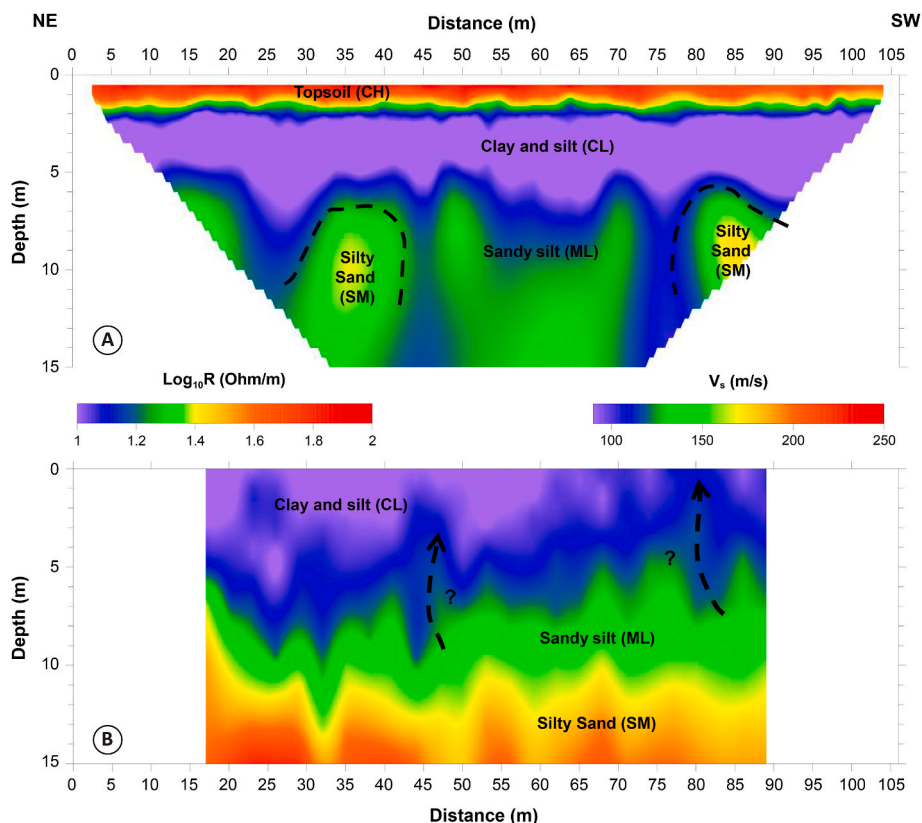 NE Distance (m) SW
0 5 10 15 20 25 30 35 40 45 50 55 60 65 70 75 80 85 90 95 100 105
0
Topsoil (CH)
Clay and silt (CL)
5
Depth (m)
Silty
Sand
(SM)
Sandy silt (ML)
Silty
Sand
(SM)
10
A
15
Log₁₀R (Ohm/m)
1 1.2 1.4 1.6 1.8 2
Vₛ (m/s)
100 150 200 250
0
Clay and silt (CL)
5
?
?
Depth (m)
Sandy silt (ML)
10
Silty Sand (SM)
B
15
0 5 10 15 20 25 30 35 40 45 50 55 60 65 70 75 80 85 90 95 100 105
Distance (m)